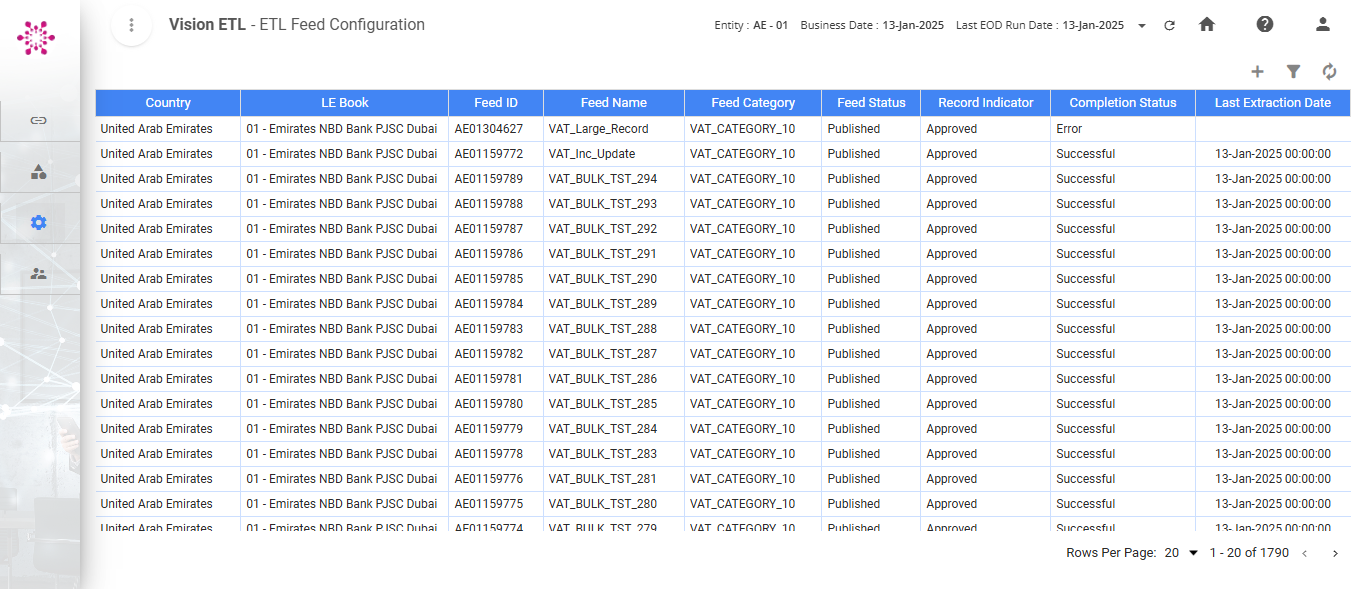 Vision ETL - ETL Feed Configuration Entity : AE - 01 Business Date : 13-Jan-2025 Last EOD Run Date : 13-Jan-2025
Country LE Book Feed ID Feed Name Feed Category Feed Status Record Indicator Completion Status Last Extraction Date
United Arab Emirates 01 - Emirates NBD Bank PJSC Dubai AE01304627 VAT_Large_Record VAT_CATEGORY_10 Published Approved Error
United Arab Emirates 01 - Emirates NBD Bank PJSC Dubai AE01159772 VAT_Inc_Update VAT_CATEGORY_10 Published Approved Successful 13-Jan-2025 00:00:00
United Arab Emirates 01 - Emirates NBD Bank PJSC Dubai AE01159789 VAT_BULK_TST_294 VAT_CATEGORY_10 Published Approved Successful 13-Jan-2025 00:00:00
United Arab Emirates 01 - Emirates NBD Bank PJSC Dubai AE01159788 VAT_BULK_TST_293 VAT_CATEGORY_10 Published Approved Successful 13-Jan-2025 00:00:00
United Arab Emirates 01 - Emirates NBD Bank PJSC Dubai AE01159787 VAT_BULK_TST_292 VAT_CATEGORY_10 Published Approved Successful 13-Jan-2025 00:00:00
United Arab Emirates 01 - Emirates NBD Bank PJSC Dubai AE01159786 VAT_BULK_TST_291 VAT_CATEGORY_10 Published Approved Successful 13-Jan-2025 00:00:00
United Arab Emirates 01 - Emirates NBD Bank PJSC Dubai AE01159785 VAT_BULK_TST_290 VAT_CATEGORY_10 Published Approved Successful 13-Jan-2025 00:00:00
United Arab Emirates 01 - Emirates NBD Bank PJSC Dubai AE01159784 VAT_BULK_TST_289 VAT_CATEGORY_10 Published Approved Successful 13-Jan-2025 00:00:00
United Arab Emirates 01 - Emirates NBD Bank PJSC Dubai AE01159783 VAT_BULK_TST_288 VAT_CATEGORY_10 Published Approved Successful 13-Jan-2025 00:00:00
United Arab Emirates 01 - Emirates NBD Bank PJSC Dubai AE01159782 VAT_BULK_TST_287 VAT_CATEGORY_10 Published Approved Successful 13-Jan-2025 00:00:00
United Arab Emirates 01 - Emirates NBD Bank PJSC Dubai AE01159781 VAT_BULK_TST_286 VAT_CATEGORY_10 Published Approved Successful 13-Jan-2025 00:00:00
United Arab Emirates 01 - Emirates NBD Bank PJSC Dubai AE01159780 VAT_BULK_TST_285 VAT_CATEGORY_10 Published Approved Successful 13-Jan-2025 00:00:00
United Arab Emirates 01 - Emirates NBD Bank PJSC Dubai AE01159779 VAT_BULK_TST_284 VAT_CATEGORY_10 Published Approved Successful 13-Jan-2025 00:00:00
United Arab Emirates 01 - Emirates NBD Bank PJSC Dubai AE01159778 VAT_BULK_TST_283 VAT_CATEGORY_10 Published Approved Successful 13-Jan-2025 00:00:00
United Arab Emirates 01 - Emirates NBD Bank PJSC Dubai AE01159776 VAT_BULK_TST_281 VAT_CATEGORY_10 Published Approved Successful 13-Jan-2025 00:00:00
United Arab Emirates 01 - Emirates NBD Bank PJSC Dubai AE01159775 VAT_BULK_TST_280 VAT_CATEGORY_10 Published Approved Successful 13-Jan-2025 00:00:00
United Arab Emirates 01 - Emirates NBD Bank PJSC Dubai AE01159774 VAT_BULK_TST_279 VAT_CATEGORY_10 Published Approved Successful 13-Jan-2025 00:00:00
Rows Per Page: 20 1 - 20 of 1790